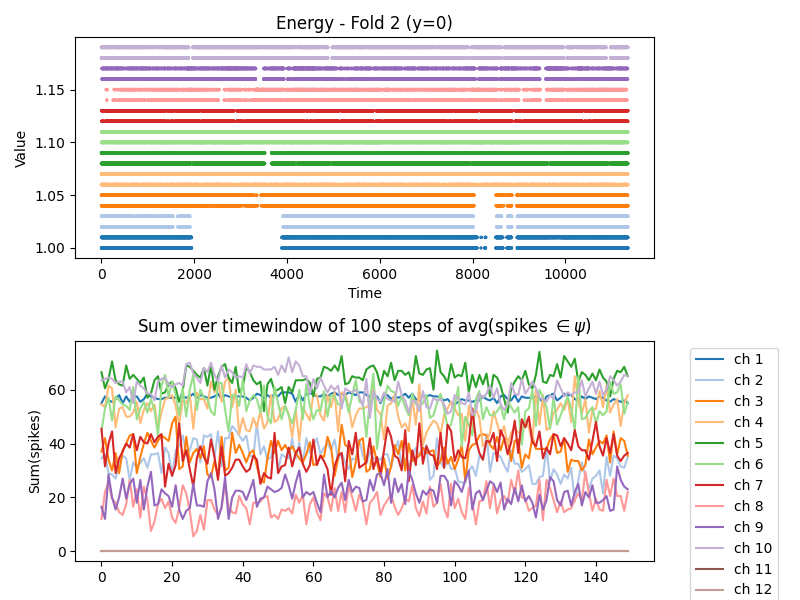 Energy - Fold 2 (y=0)
Value
1.15
1.10
1.05
1.00
0 2000 4000 6000 8000 10000
Time
Sum over timewindow of 100 steps of avg(spikes ∈ ψ)
Sum(spikes)
60
40
20
0
0 20 40 60 80 100 120 140
ch 1
ch 2
ch 3
ch 4
ch 5
ch 6
ch 7
ch 8
ch 9
ch 10
ch 11
ch 12